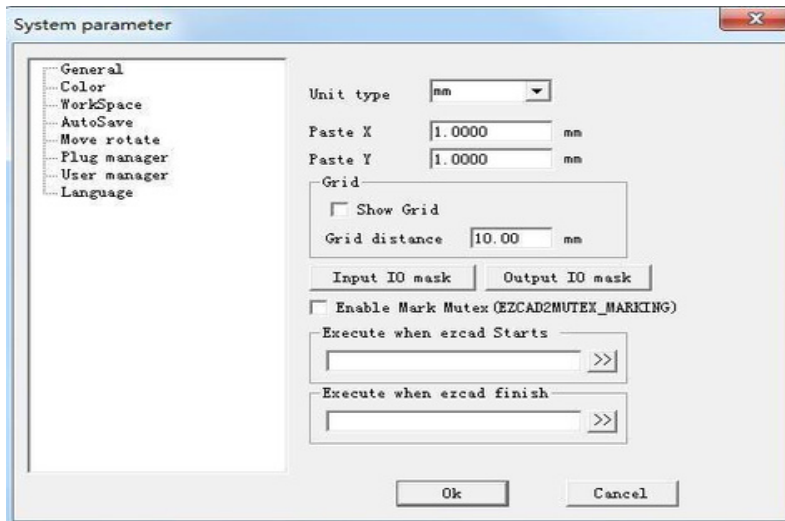 System parameter
General
Color
WorkSpace
AutoSave
Move rotate
Plug manager
User manager
Language
Unit type mm
Paste X 1.0000 mm
Paste Y 1.0000 mm
Grid
Show Grid
Grid distance 10.00 mm
Input IO mask Output IO mask
Enable Mark Mutex(EZCAD2MUTEX_MARKING)
Execute when ezcad Starts
>>
Execute when ezcad finish
>>
Ok Cancel